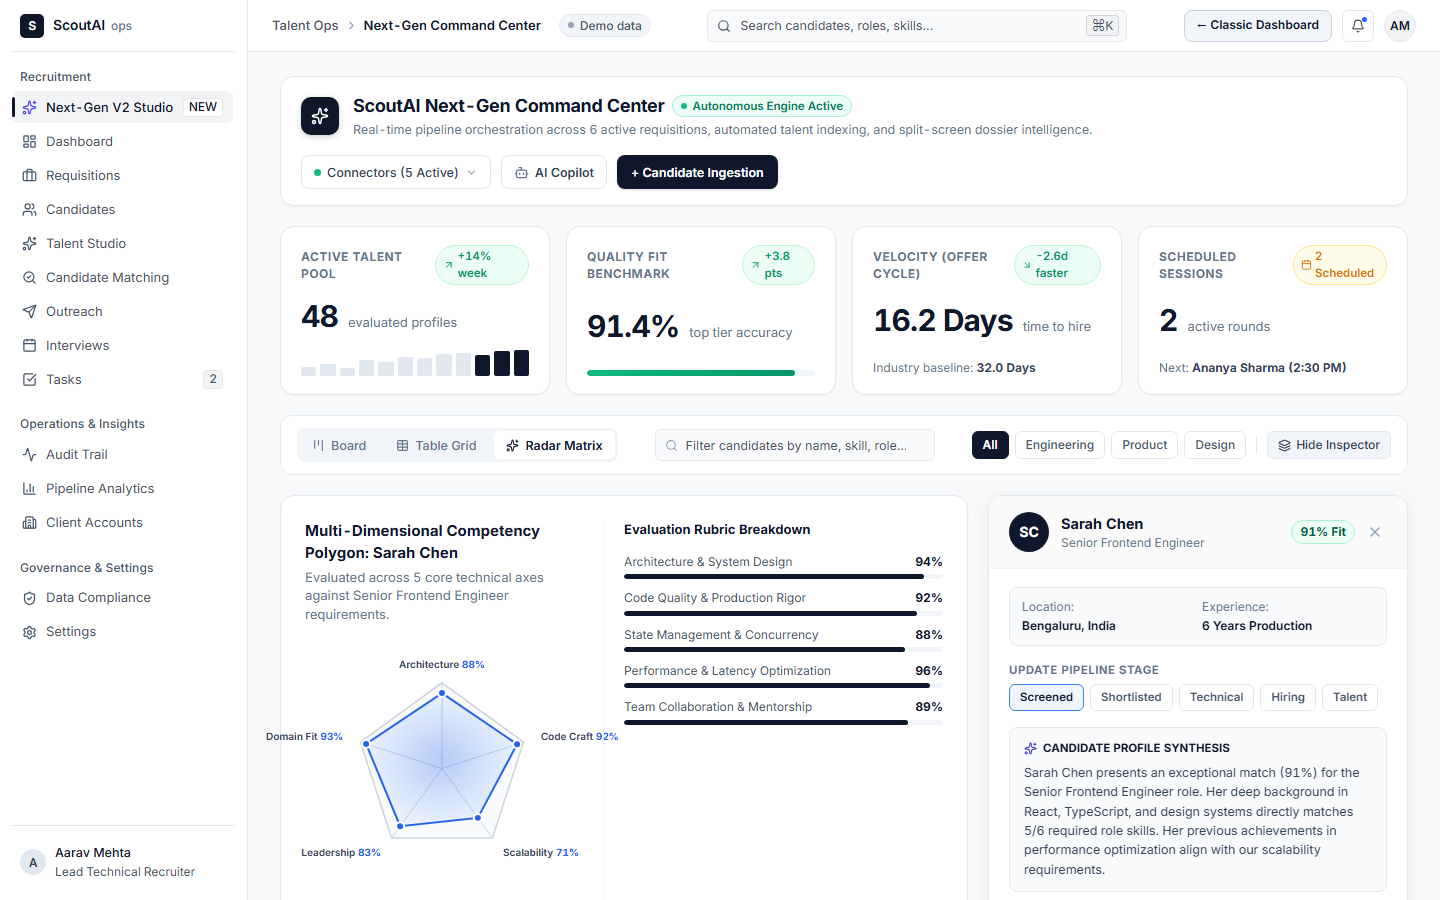 S ScoutAI ops
Recruitment
Next-Gen V2 Studio NEW
Dashboard
Requisitions
Candidates
Talent Studio
Candidate Matching
Outreach
Interviews
Tasks 2
Operations & Insights
Audit Trail
Pipeline Analytics
Client Accounts
Governance & Settings
Data Compliance
Settings
A Aarav Mehta
Lead Technical Recruiter
Talent Ops > Next-Gen Command Center Demo data
Search candidates, roles, skills... ⌘K
← Classic Dashboard
AM
ScoutAI Next-Gen Command Center Autonomous Engine Active
Real-time pipeline orchestration across 6 active requisitions, automated talent indexing, and split-screen dossier intelligence.
Connectors (5 Active) AI Copilot + Candidate Ingestion
ACTIVE TALENT
POOL
+14%
week
48 evaluated profiles
QUALITY FIT
BENCHMARK
+3.8
pts
91.4% top tier accuracy
VELOCITY (OFFER
CYCLE)
-2.6d
faster
16.2 Days time to hire
Industry baseline: 32.0 Days
SCHEDULED
SESSIONS
2
Scheduled
2 active rounds
Next: Ananya Sharma (2:30 PM)
Board Table Grid Radar Matrix
Filter candidates by name, skill, role...
All Engineering Product Design Hide Inspector
Multi-Dimensional Competency
Polygon: Sarah Chen
Evaluated across 5 core technical axes
against Senior Frontend Engineer
requirements.
Architecture 88%
Domain Fit 93%
Code Craft 92%
Leadership 83%
Scalability 71%
Evaluation Rubric Breakdown
Architecture & System Design 94%
Code Quality & Production Rigor 92%
State Management & Concurrency 88%
Performance & Latency Optimization 96%
Team Collaboration & Mentorship 89%
SC Sarah Chen
Senior Frontend Engineer
91% Fit
Location:
Bengaluru, India
Experience:
6 Years Production
UPDATE PIPELINE STAGE
Screened Shortlisted Technical Hiring Talent
CANDIDATE PROFILE SYNTHESIS
Sarah Chen presents an exceptional match (91%) for the
Senior Frontend Engineer role. Her deep background in
React, TypeScript, and design systems directly matches
5/6 required role skills. Her previous achievements in
performance optimization align with our scalability
requirements.